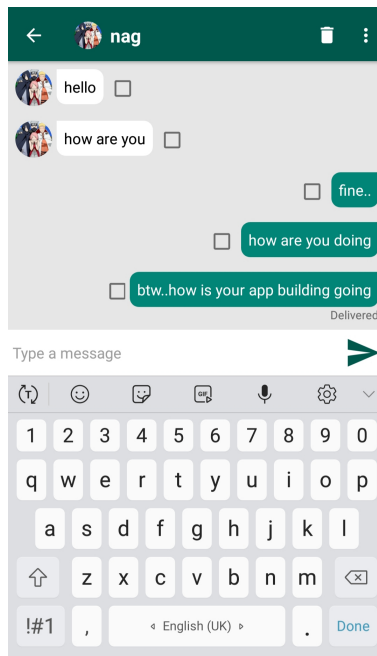 nag
hello
how are you
fine..
how are you doing
btw..how is your app building going
Delivered
Type a message
T
GIF
1 2 3 4 5 6 7 8 9 0
q w e r t y u i o p
a s d f g h j k l
z x c v b n m
!#1 , English (UK) . Done